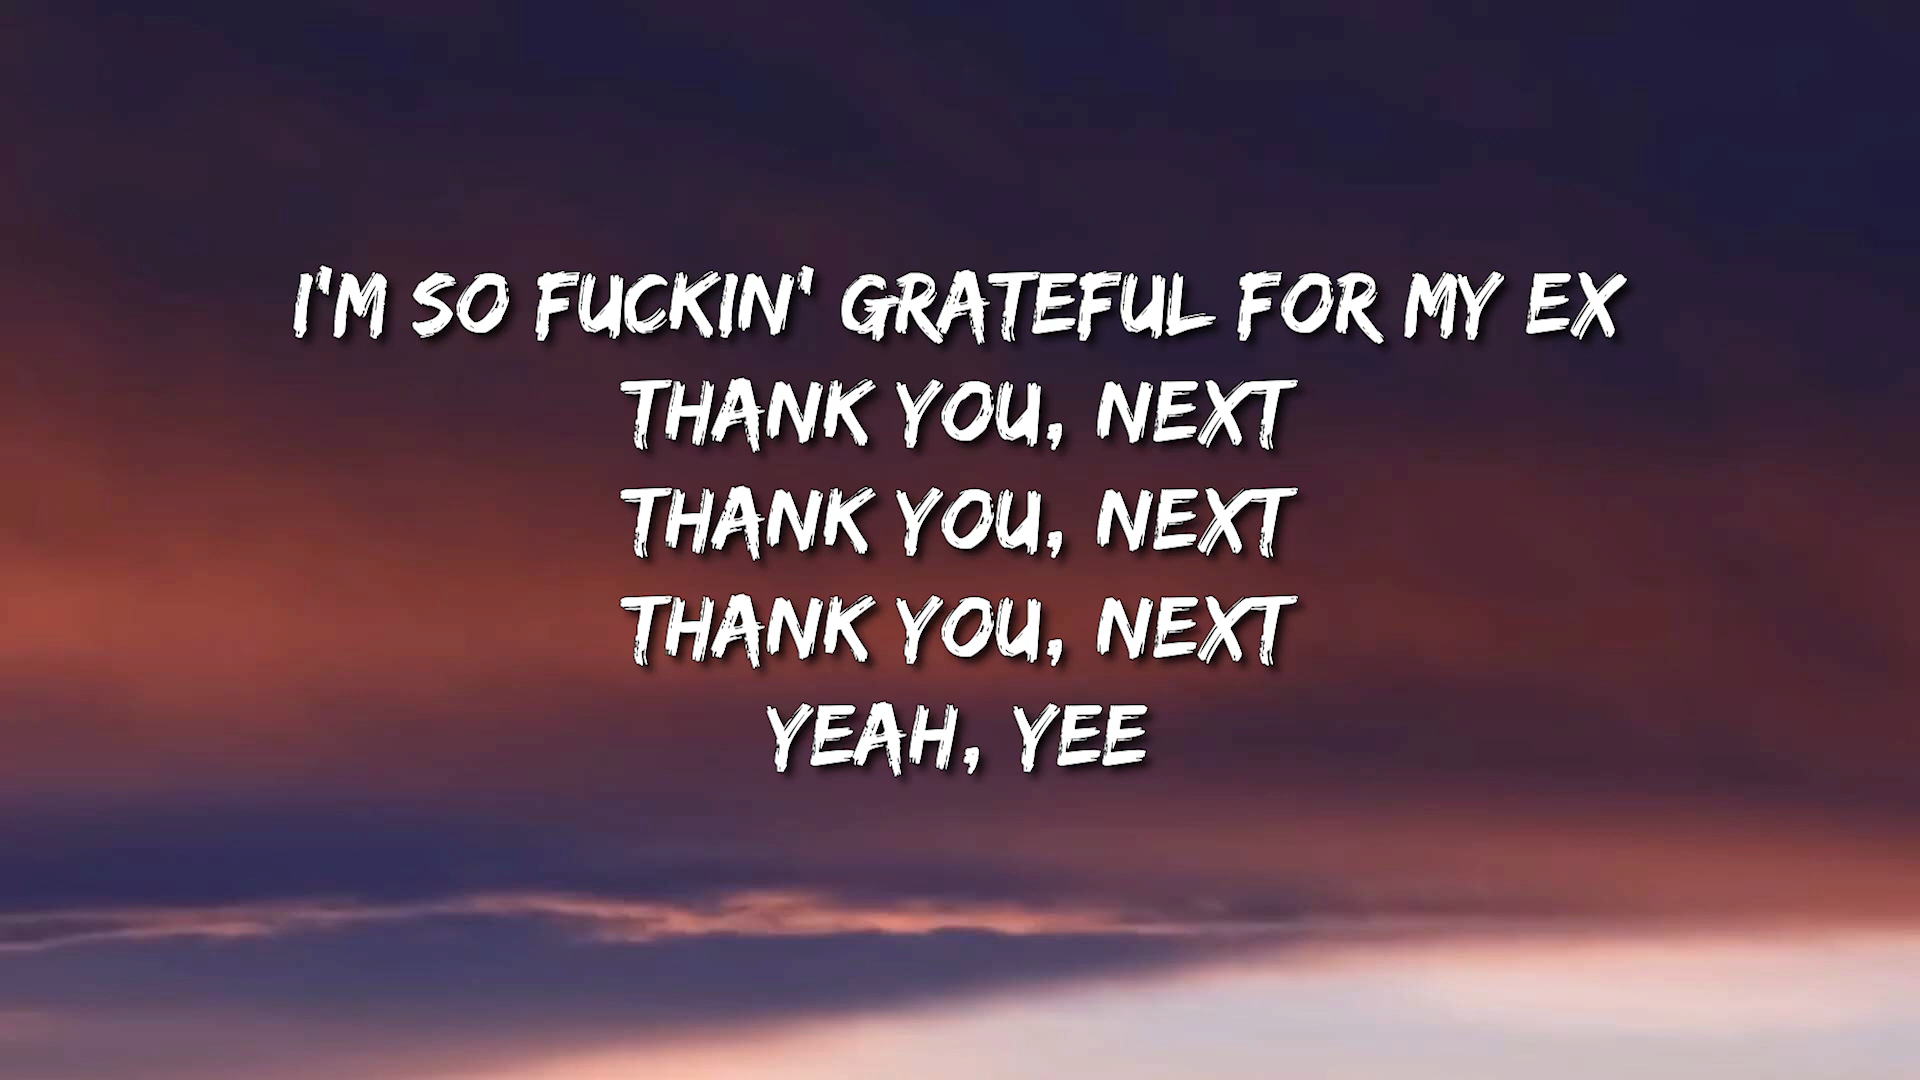 I'M SO FUCKIN' GRATEFUL FOR MY EX
THANK YOU, NEXT
THANK YOU, NEXT
THANK YOU, NEXT
YEAH, YEE